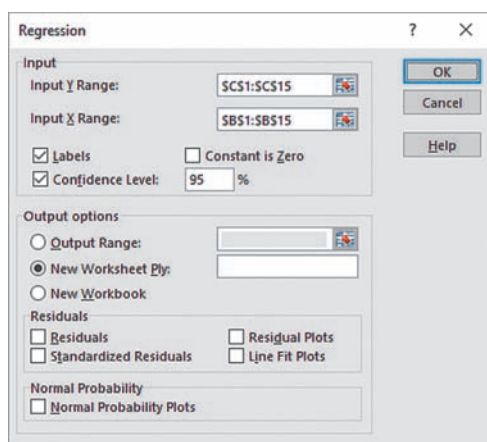 Regression ? ×
Input
Input Y Range: $C$1:$C$15
Input X Range: $B$1:$B$15
Labels Constant is Zero
Confidence Level: 95 %
OK
Cancel
Help
Output options
Output Range:
New Worksheet Ply:
New Workbook
Residuals
Residuals Residual Plots
Standardized Residuals Line Fit Plots
Normal Probability
Normal Probability Plots